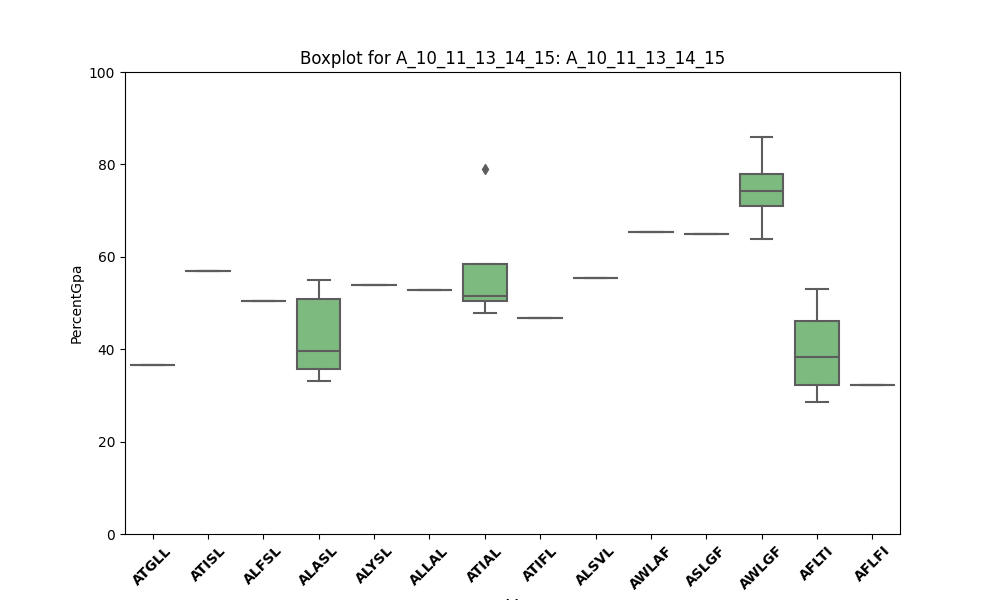 Boxplot for A_10_11_13_14_15: A_10_11_13_14_15
100
80
60
40
20
0
PercentGpa
ATGLL ATISL ALFSL ALASL ALYSL ALLAL ATIAL ATIFL ALSVL AWLAF ASLGF AWLGF AFLTI AFLFI